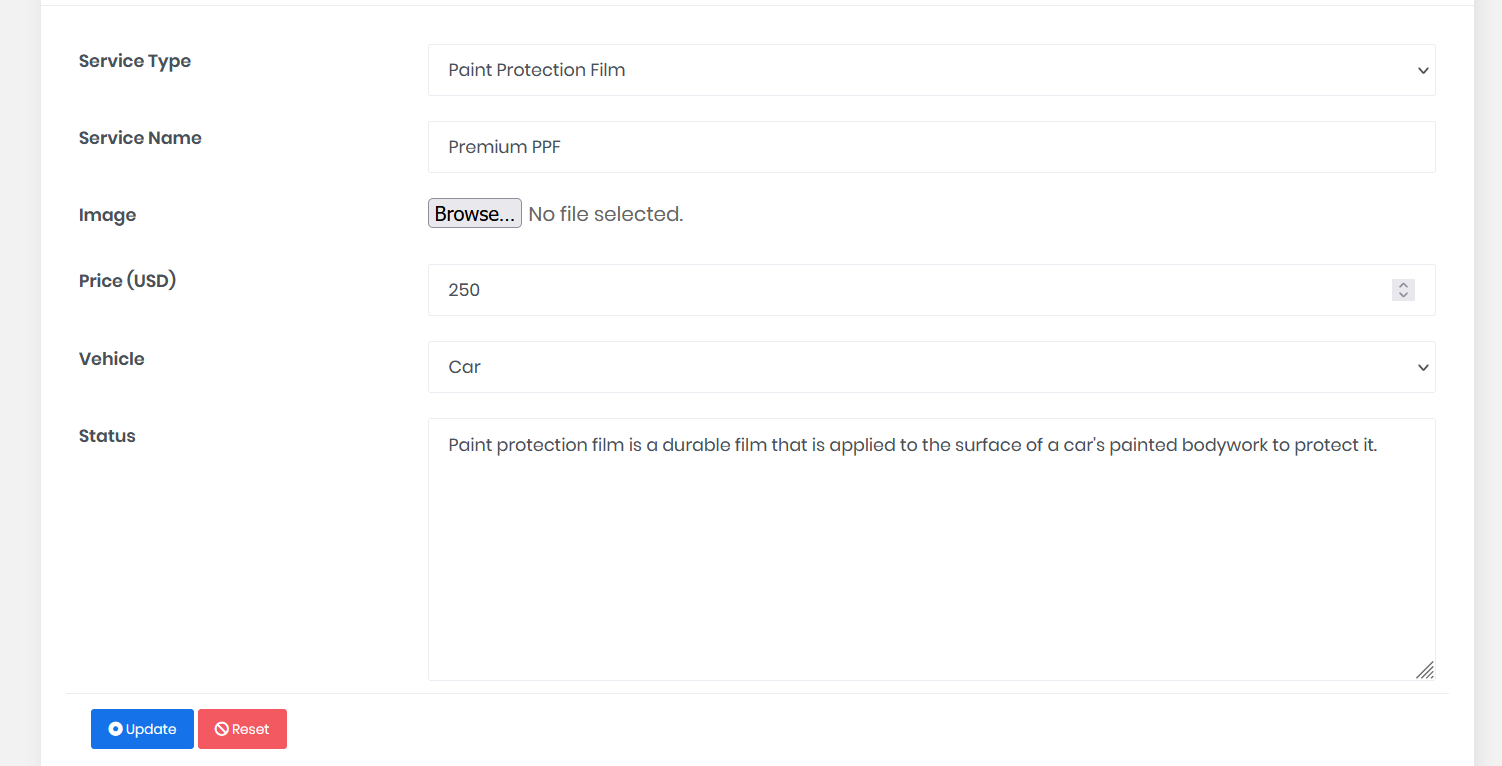 Service Type
Paint Protection Film
Service Name
Premium PPF
Image
Browse... No file selected.
Price (USD)
250
Vehicle
Car
Status
Paint protection film is a durable film that is applied to the surface of a car's painted bodywork to protect it.
Update Reset